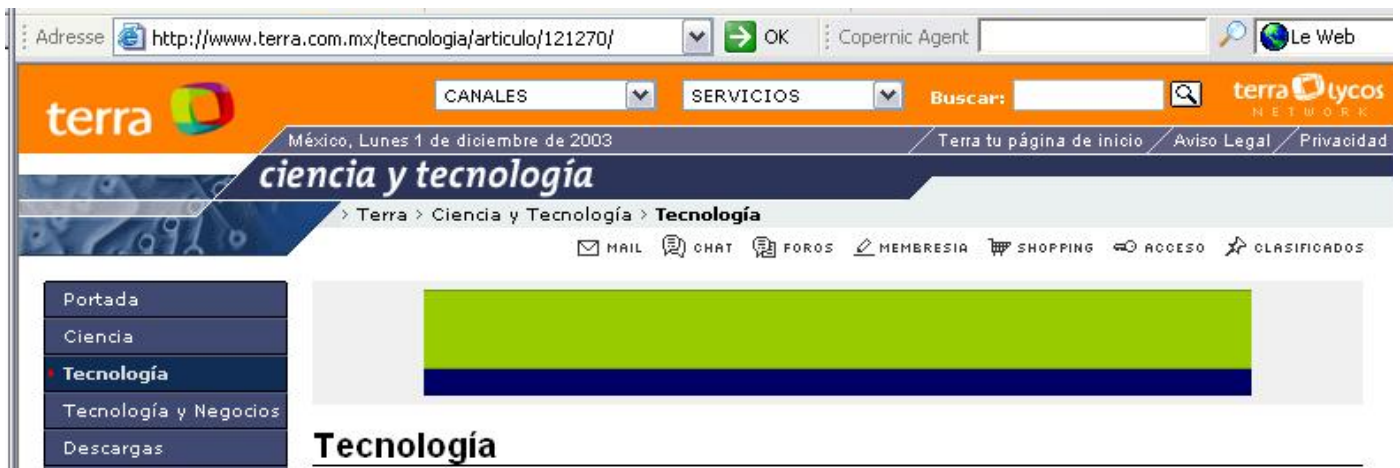 Adresse http://www.terra.com.mx/tecnologia/articulo/121270/ OK Copernic Agent Le Web
terra CANALES SERVICIOS Buscar: terra Lycos
NETWORK
México, Lunes 1 de diciembre de 2003 Terra tu página de inicio Aviso Legal Privacidad
ciencia y tecnología
> Terra > Ciencia y Tecnología > Tecnología
MAIL CHAT FOROS MEMBRESIA SHOPPING ACCESO CLASIFICADOS
Portada
Ciencia
Tecnología
Tecnología y Negocios
Descargas
Tecnología